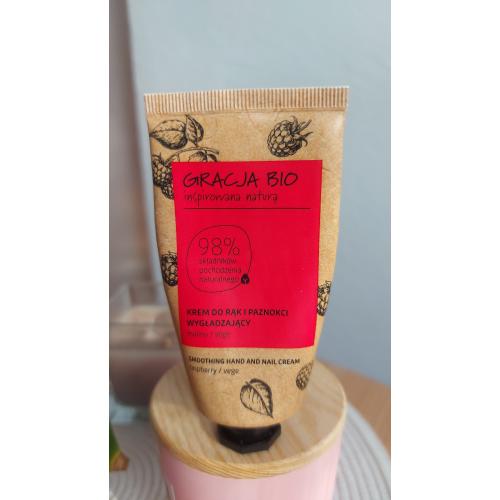 GRACJA BIO
inspirowana naturą
98%
składników
pochodzenia
naturalnego
KREM DO RĄK I PAZNOKCI
WYGŁADZAJĄCY
malina / vege
SMOOTHING HAND AND NAIL CREAM
raspberry / vege